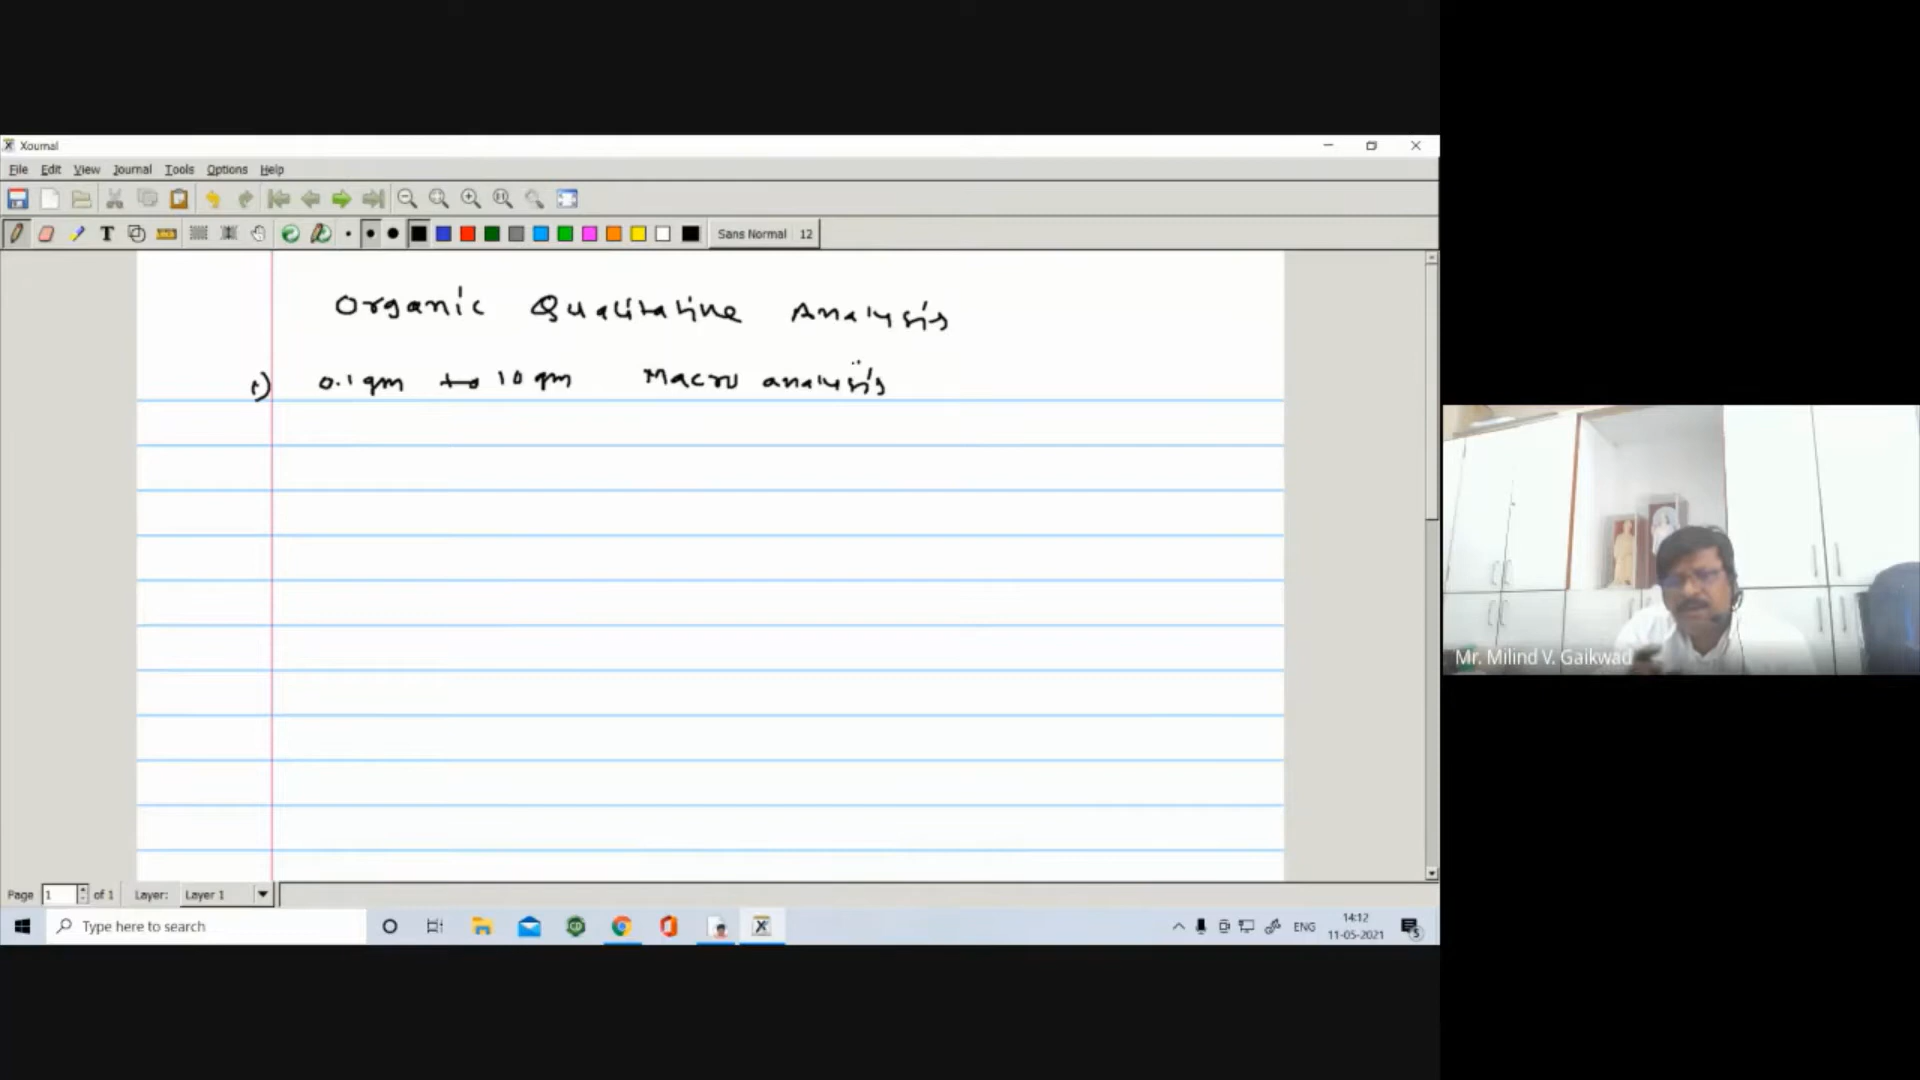 Xournal
File Edit View Journal Tools Options Help
T Sans Normal 12
Organic Qualitative Analysis
1) 0.1 gm to 10 gm Macro analysis
Mr. Milind V. Gaikwad
Page 1 of 1 Layer: Layer 1
Type here to search
ENG
14:12
11-05-2021
5